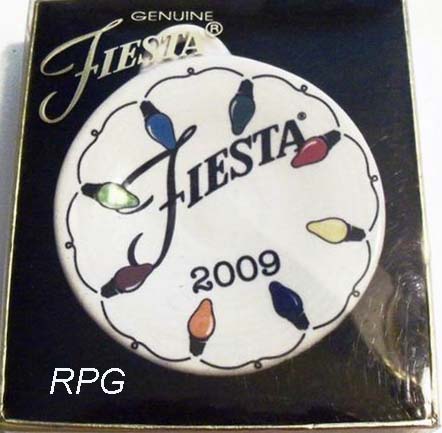 GENUINE
FIESTA®
FIESTA®
2009
RPG